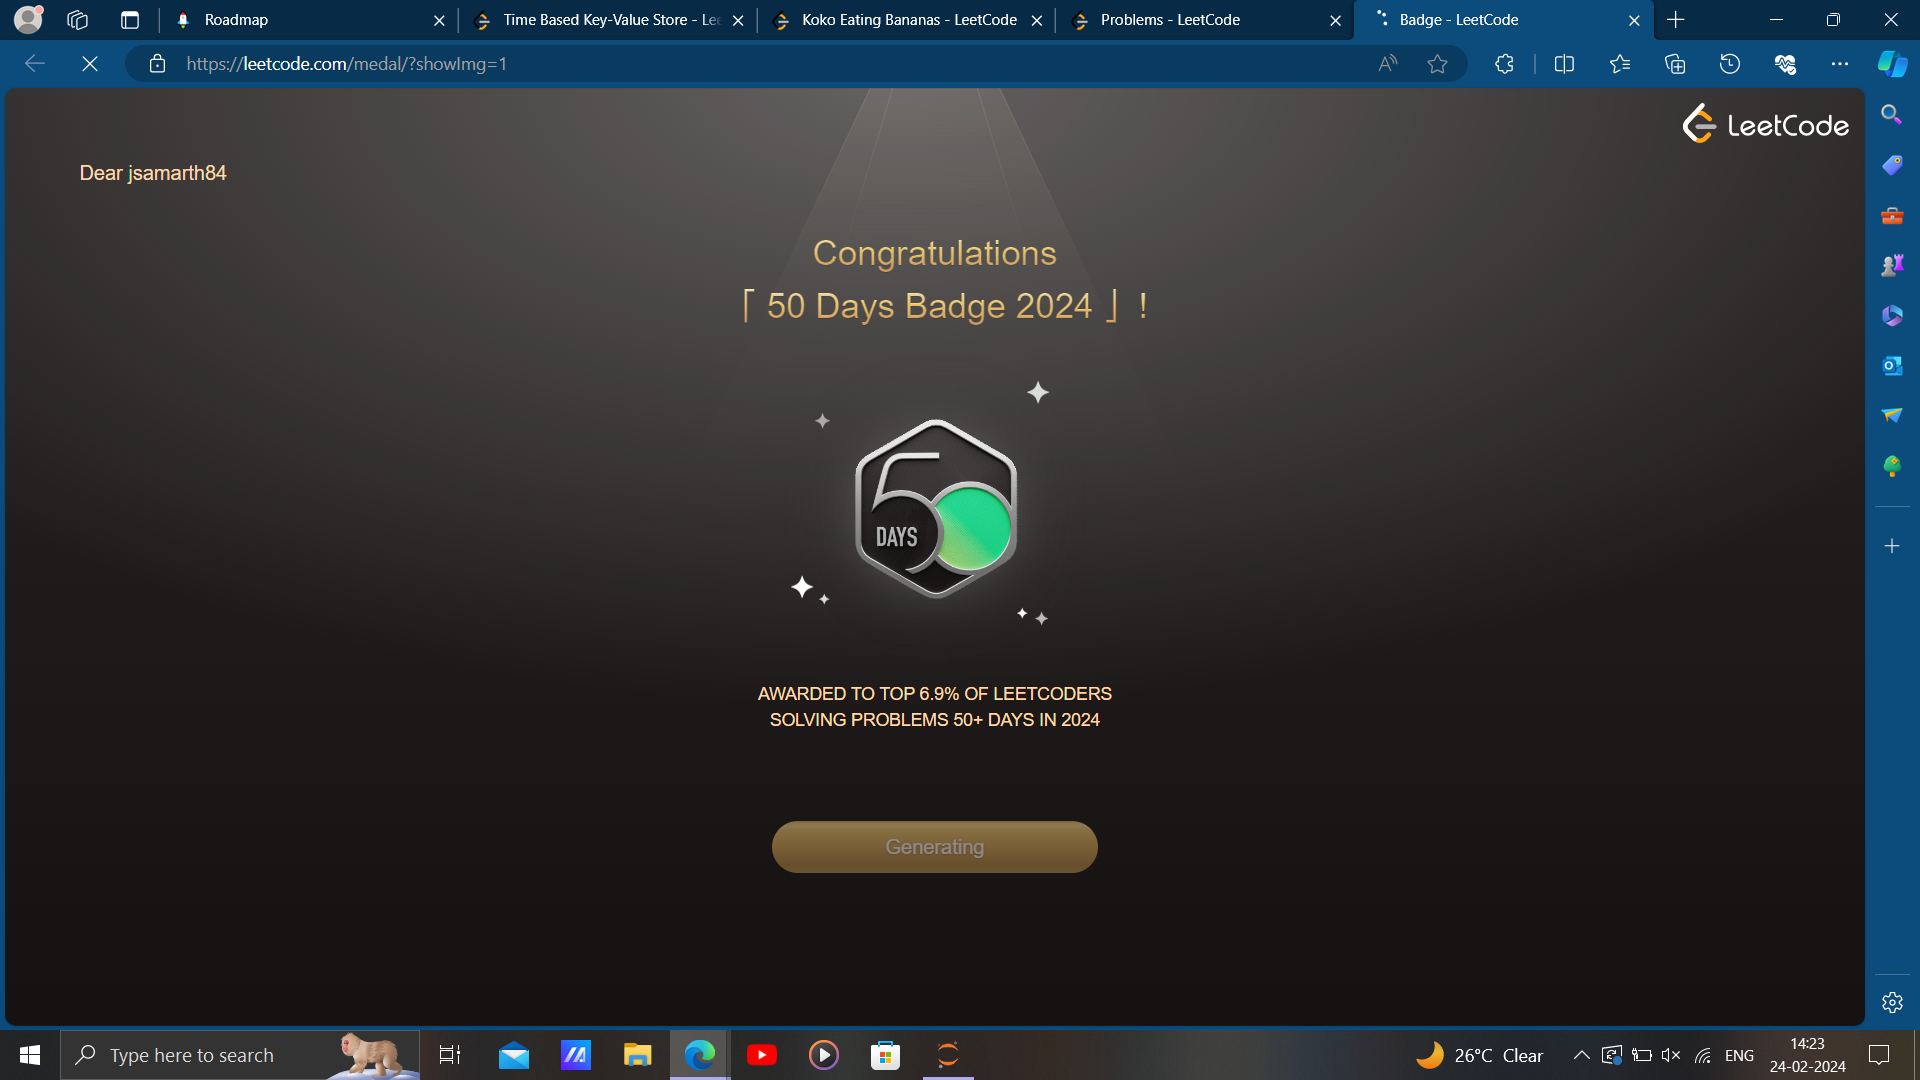 Roadmap
Time Based Key-Value Store - Lee
Koko Eating Bananas - LeetCode
Problems - LeetCode
Badge - LeetCode
https://leetcode.com/medal/?showImg=1
LeetCode
Dear jsamarth84
Congratulations
「 50 Days Badge 2024 」 !
50
DAYS
AWARDED TO TOP 6.9% OF LEETCODERS
SOLVING PROBLEMS 50+ DAYS IN 2024
Generating
Type here to search
26°C Clear
ENG
14:23
24-02-2024